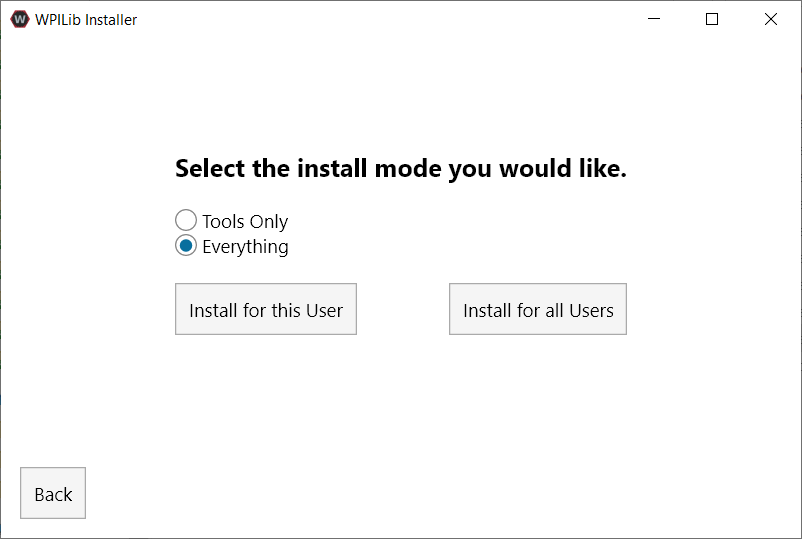 W WPILib Installer
Select the install mode you would like.
Tools Only
Everything
Install for this User Install for all Users
Back